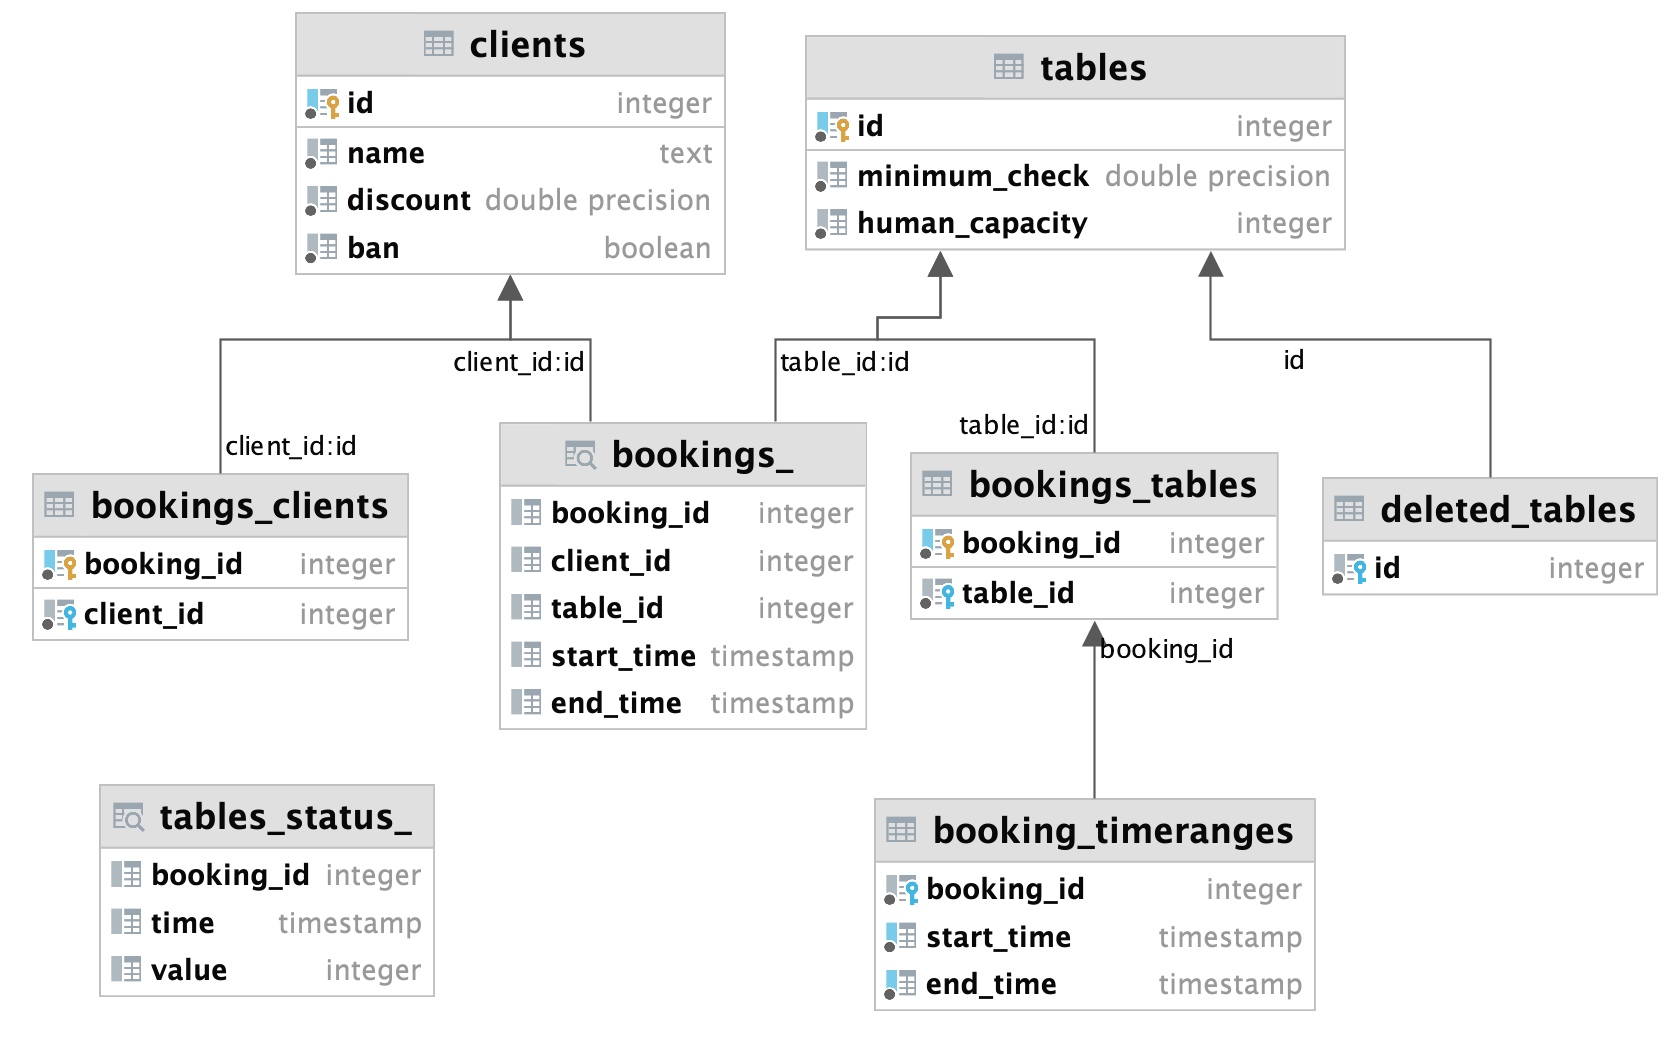 clients
id integer
name text
discount double precision
ban boolean
tables
id integer
minimum_check double precision
human_capacity integer
client_id:id
table_id:id
id
client_id:id
table_id:id
bookings_clients
booking_id integer
client_id integer
bookings_
booking_id integer
client_id integer
table_id integer
start_time timestamp
end_time timestamp
bookings_tables
booking_id integer
table_id integer
deleted_tables
id integer
booking_id
tables_status_
booking_id integer
time timestamp
value integer
booking_timeranges
booking_id integer
start_time timestamp
end_time timestamp